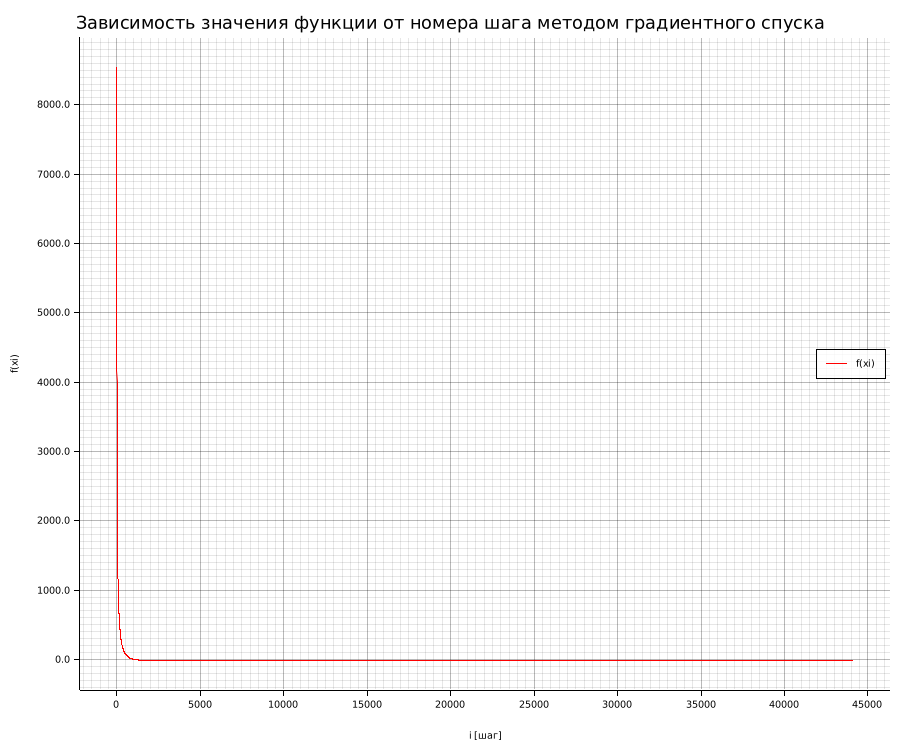 Зависимость значения функции от номера шага методом градиентного спуска
8000.0
7000.0
6000.0
5000.0
4000.0
3000.0
2000.0
1000.0
0.0
f(xi)
f(xi)
0 5000 10000 15000 20000 25000 30000 35000 40000 45000
i [шаг]